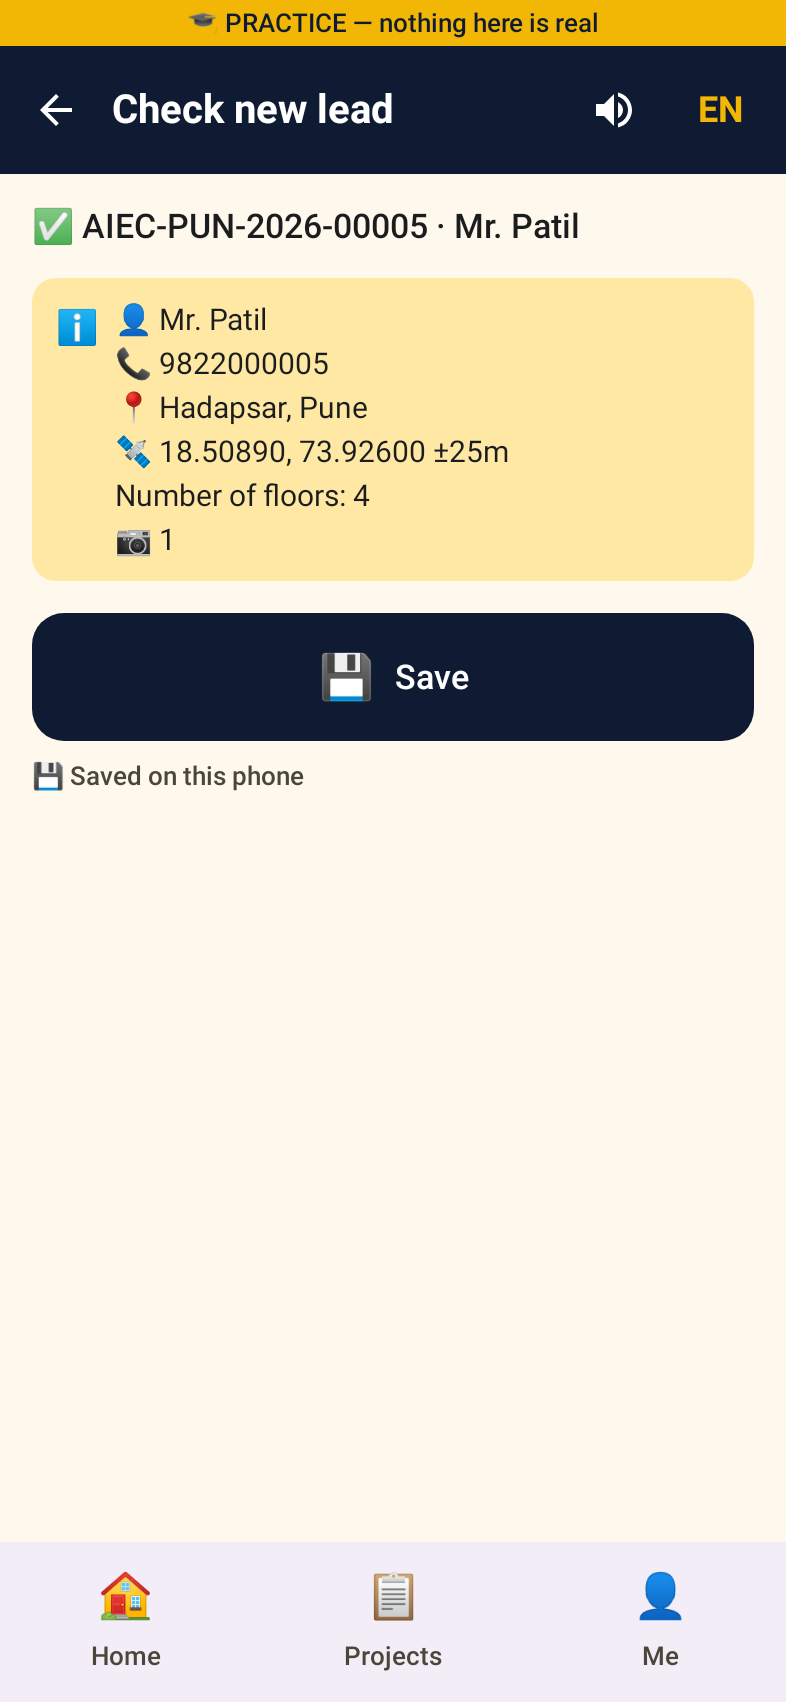 PRACTICE — nothing here is real
Check new lead
EN
AIEC-PUN-2026-00005 · Mr. Patil
Mr. Patil
9822000005
Hadapsar, Pune
18.50890, 73.92600 ±25m
Number of floors: 4
1
Save
Saved on this phone
Home
Projects
Me